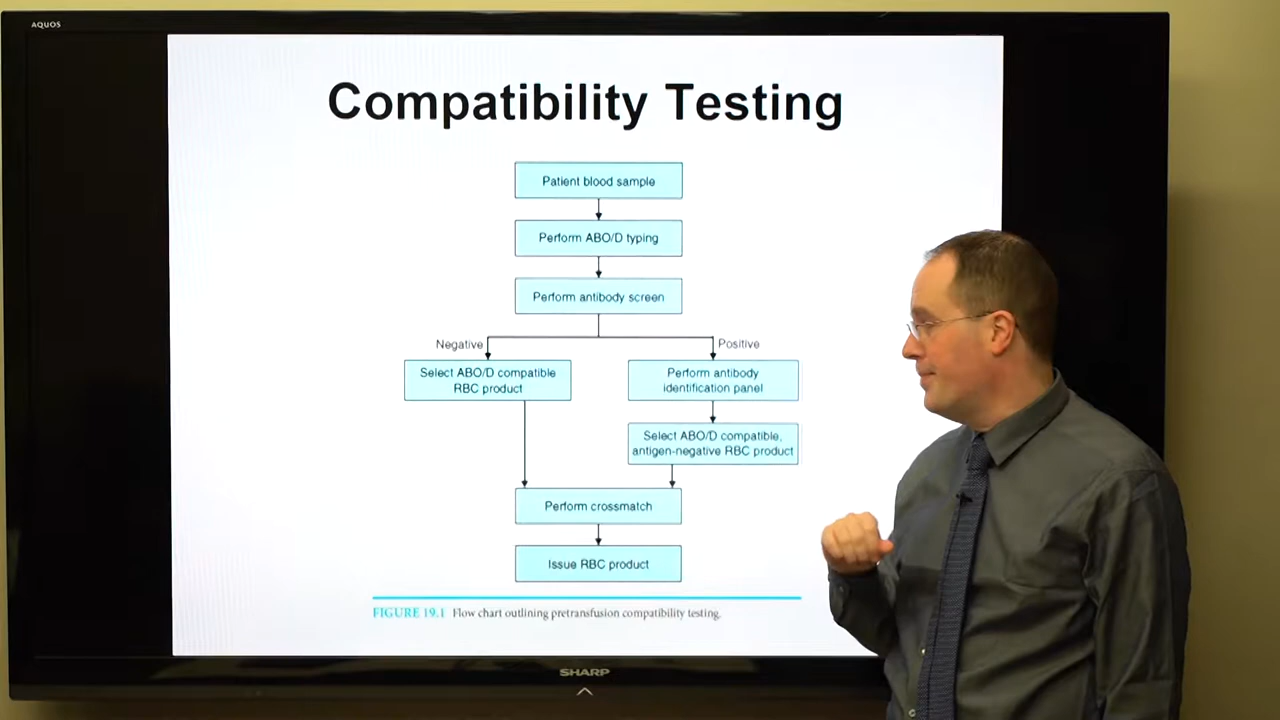 AQUOS
Compatibility Testing
Patient blood sample
Perform ABO/D typing
Perform antibody screen
Negative
Positive
Select ABO/D compatible
RBC product
Perform antibody
identification panel
Select ABO/D compatible,
antigen-negative RBC product
Perform crossmatch
Issue RBC product
FIGURE 19.1 Flow chart outlining pretransfusion compatibility testing.
SHARP